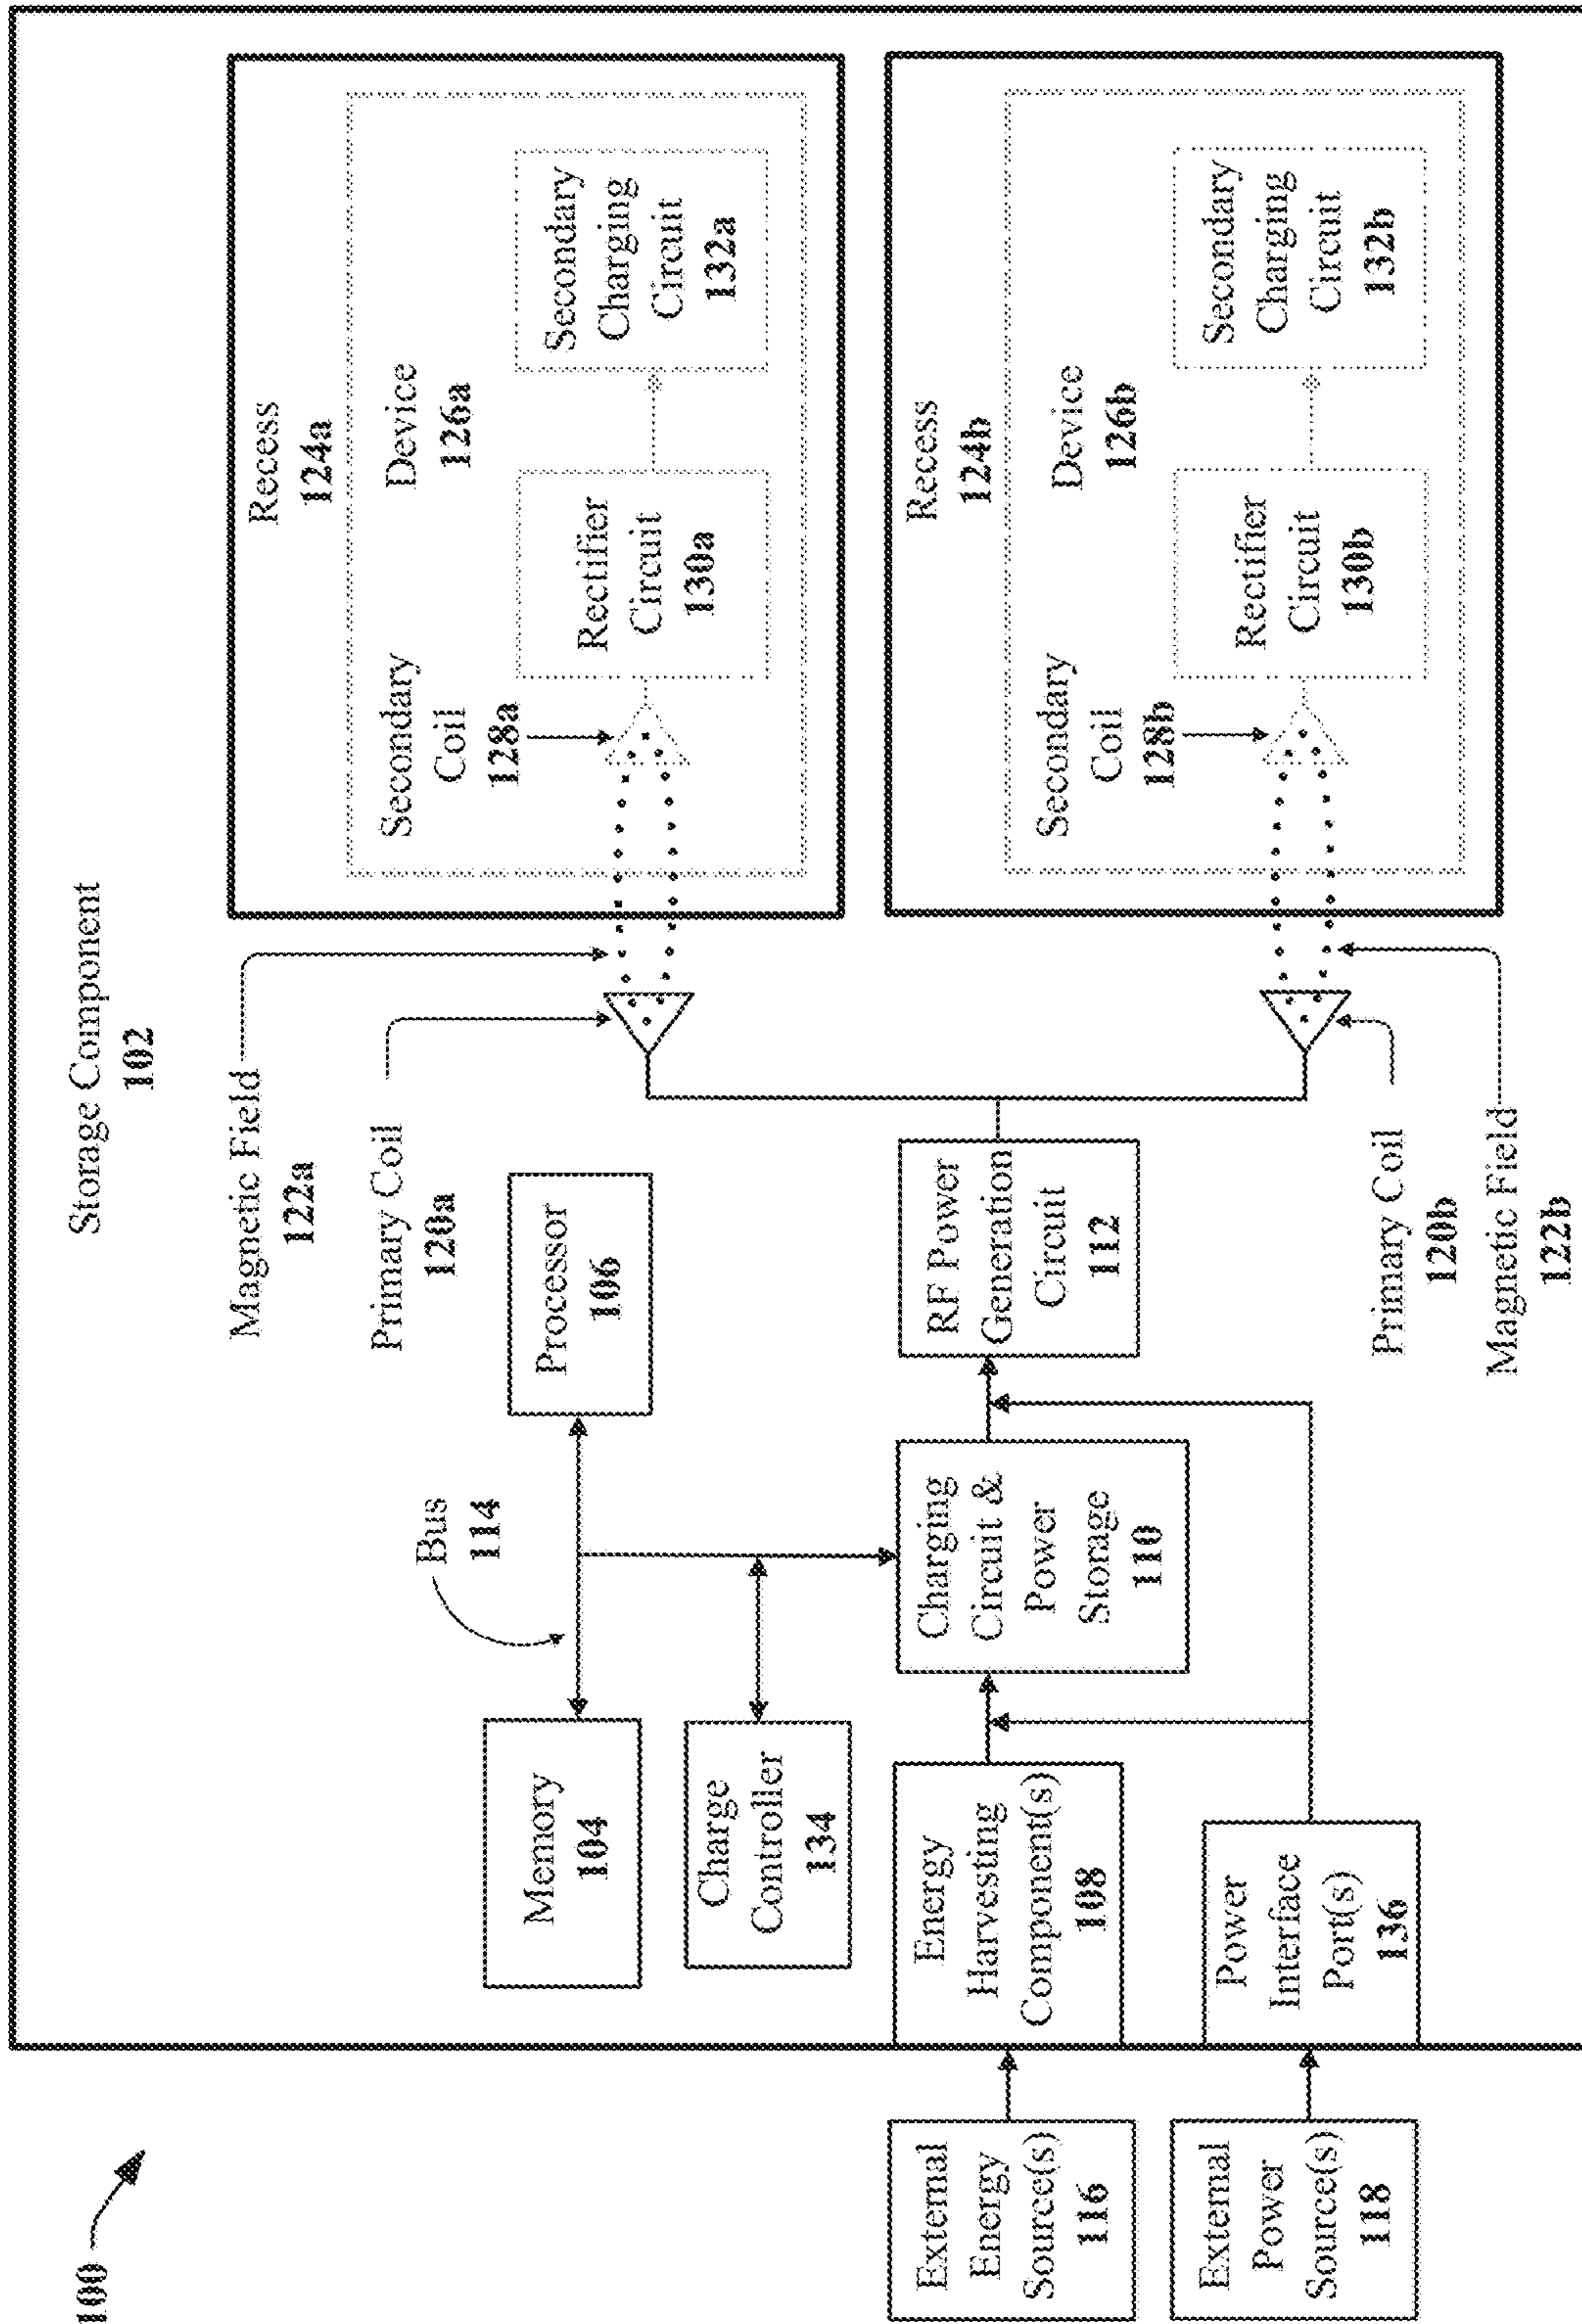 100
Storage Component
102
Magnetic Field
122a
Primary Coil
120a
Recess
124a
Device
126a
Secondary
Coil
128a
Rectifier
Circuit
130a
Secondary
Charging
Circuit
132a
Bus
114
Memory
104
Processor
106
Charge
Controller
134
External
Energy
Source(s)
116
Energy
Harvesting
Component(s)
108
Charging
Circuit &
Power
Storage
110
RF Power
Generation
Circuit
112
External
Power
Source(s)
118
Power
Interface
Port(s)
136
Primary Coil
120b
Magnetic Field
122b
Recess
124b
Device
126b
Secondary
Coil
128b
Rectifier
Circuit
130b
Secondary
Charging
Circuit
132b